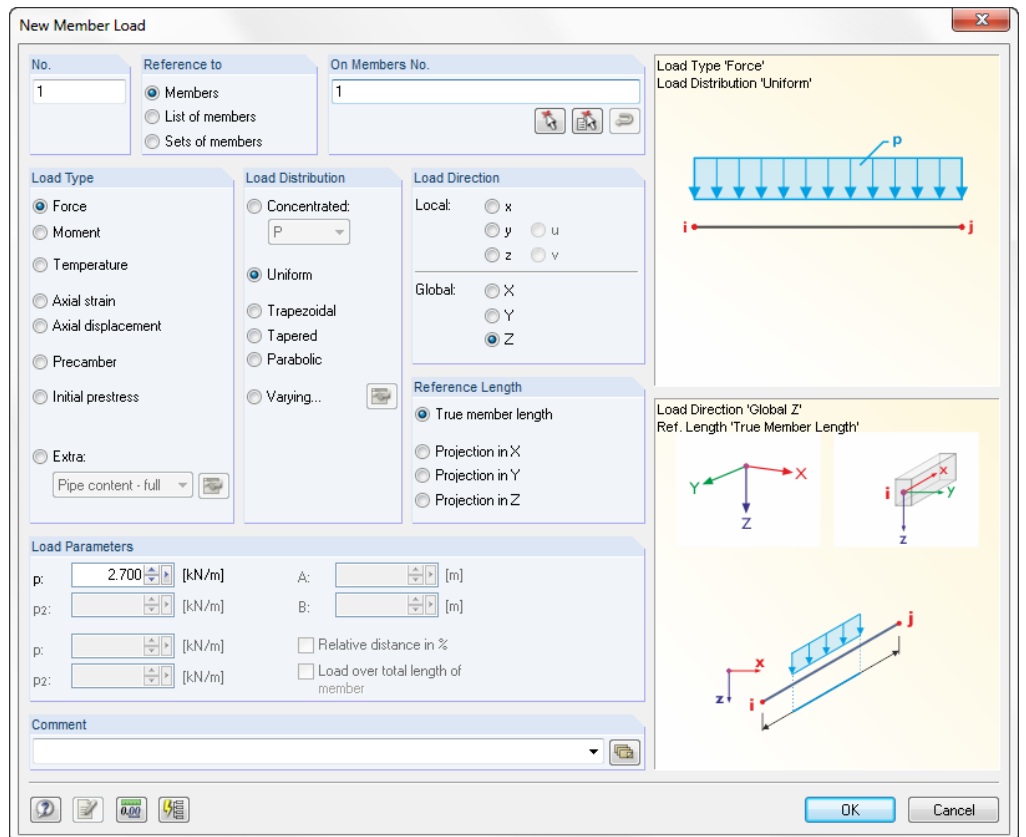 New Member Load
No.
1
Reference to
Members
List of members
Sets of members
On Members No.
1
Load Type
Force
Moment
Temperature
Axial strain
Axial displacement
Precamber
Initial prestress
Extra:
Pipe content - full
Load Distribution
Concentrated:
P
Uniform
Trapezoidal
Tapered
Parabolic
Varying...
Load Direction
Local: x
y u
z v
Global: X
Y
Z
Reference Length
True member length
Projection in X
Projection in Y
Projection in Z
Load Parameters
p: 2.700 [kN/m] A: [m]
p2: [kN/m] B: [m]
p: [kN/m] Relative distance in %
p2: [kN/m] Load over total length of
member
Comment
Load Type 'Force'
Load Distribution 'Uniform'
p
i j
Load Direction 'Global Z'
Ref. Length 'True Member Length'
Y X
Z
i x y
z
x
z i j
0.00
OK Cancel